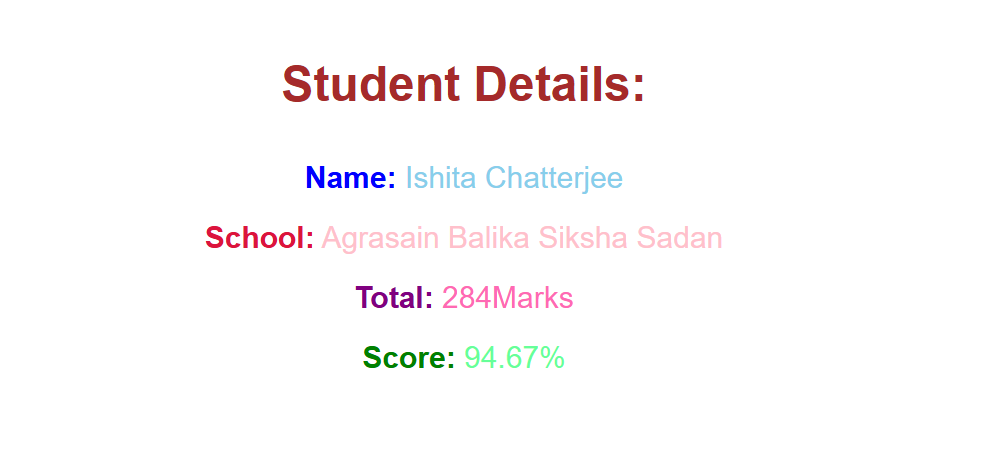 Student Details:
Name: Ishita Chatterjee
School: Agrasain Balika Siksha Sadan
Total: 284Marks
Score: 94.67%